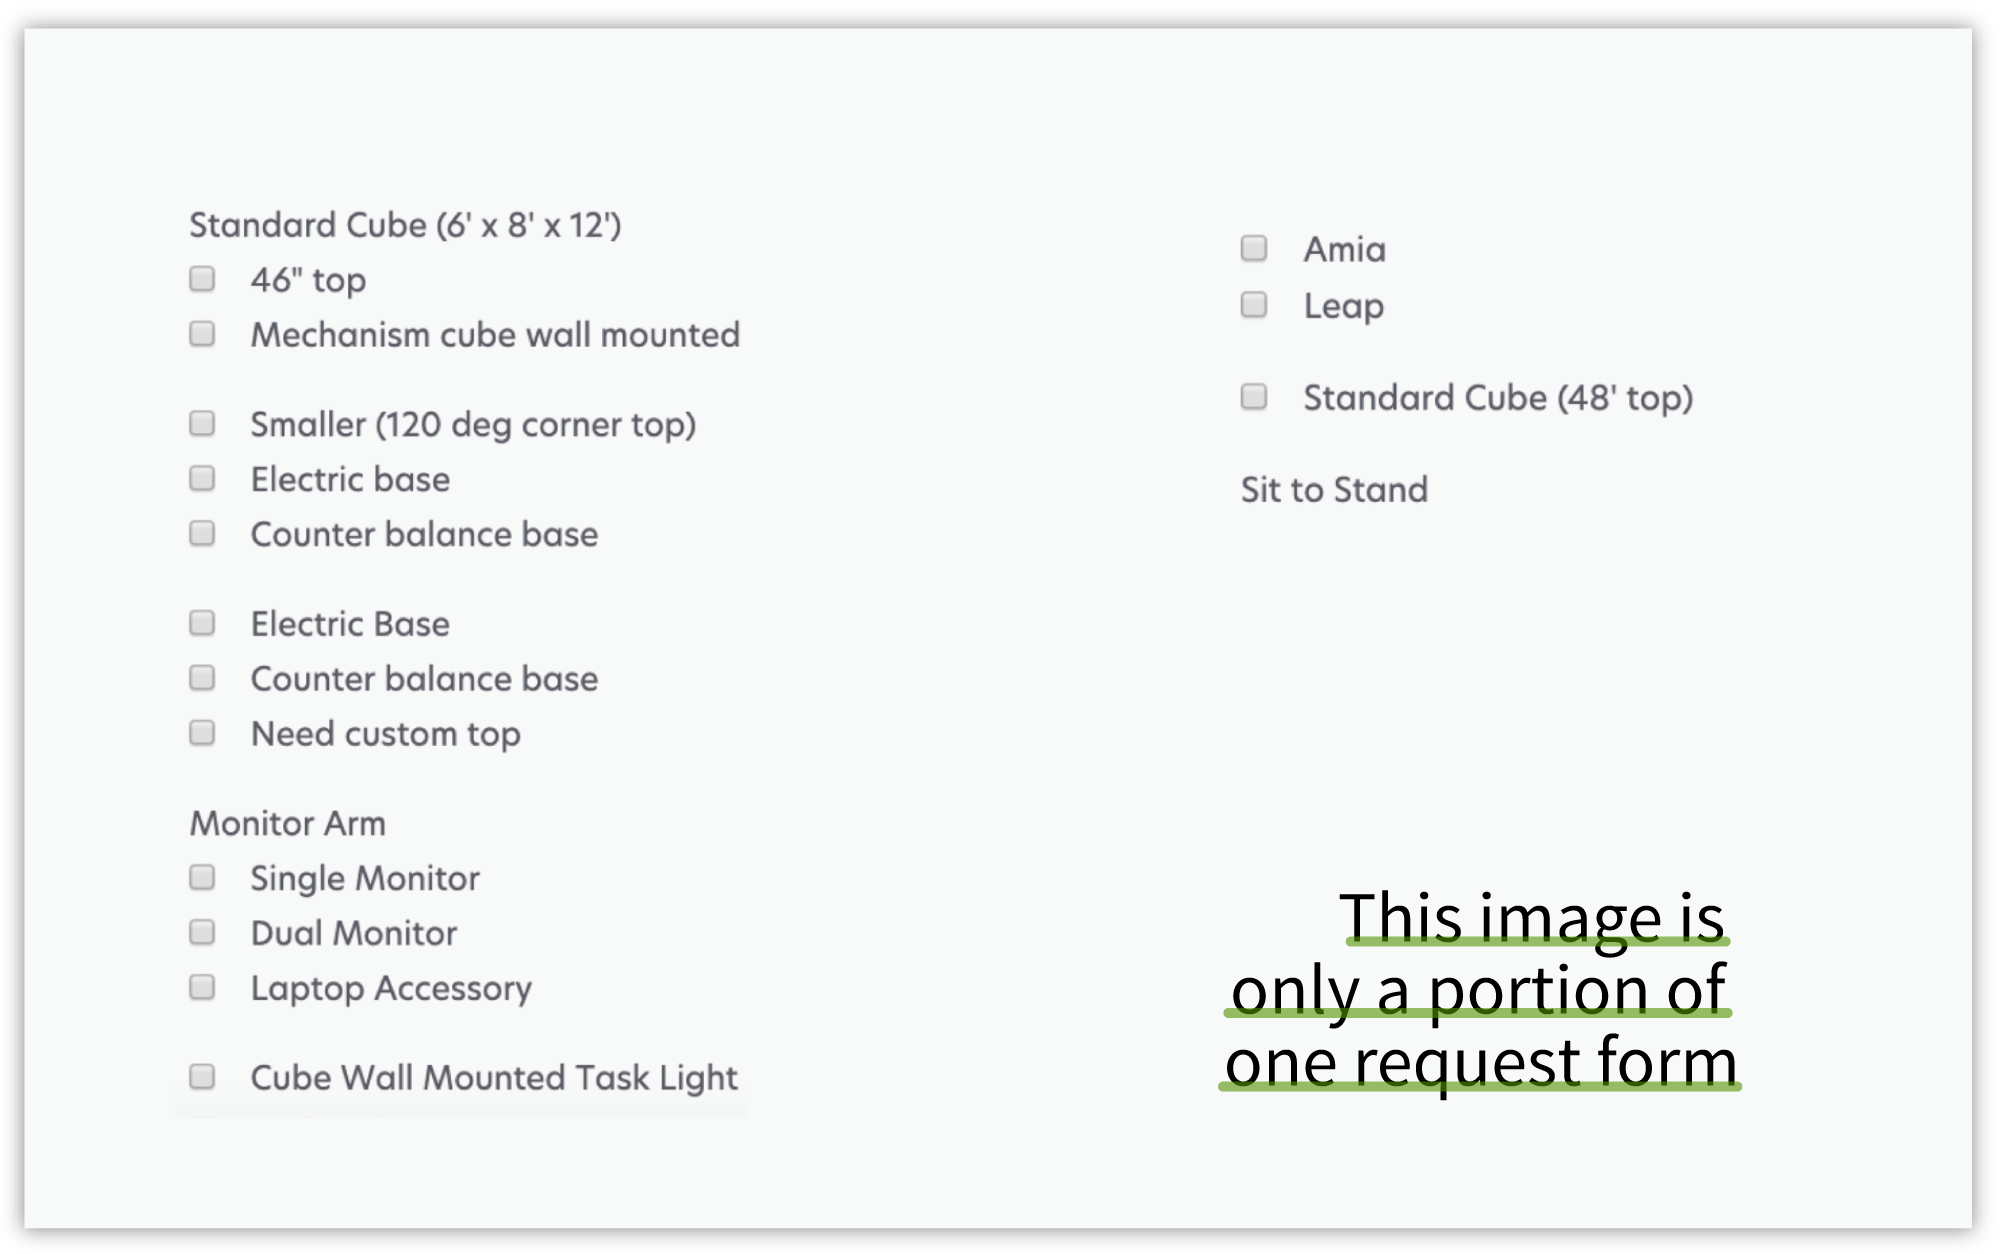 Standard Cube (6' x 8' x 12')
46" top
Mechanism cube wall mounted
Smaller (120 deg corner top)
Electric base
Counter balance base
Electric Base
Counter balance base
Need custom top
Monitor Arm
Single Monitor
Dual Monitor
Laptop Accessory
Cube Wall Mounted Task Light
Amia
Leap
Standard Cube (48' top)
Sit to Stand
This image is
only a portion of
one request form